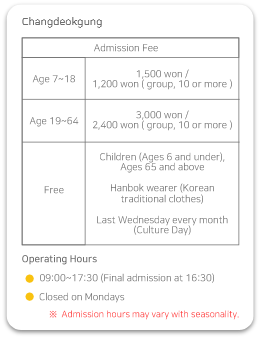 Changdeokgung
Admission Fee
Age 7~18
1,500 won /
1,200 won ( group, 10 or more )
Age 19~64
3,000 won /
2,400 won ( group, 10 or more )
Free
Children (Ages 6 and under),
Ages 65 and above
Hanbok wearer (Korean
traditional clothes)
Last Wednesday every month
(Culture Day)
Operating Hours
09:00~17:30 (Final admission at 16:30)
Closed on Mondays
※ Admission hours may vary with seasonality.